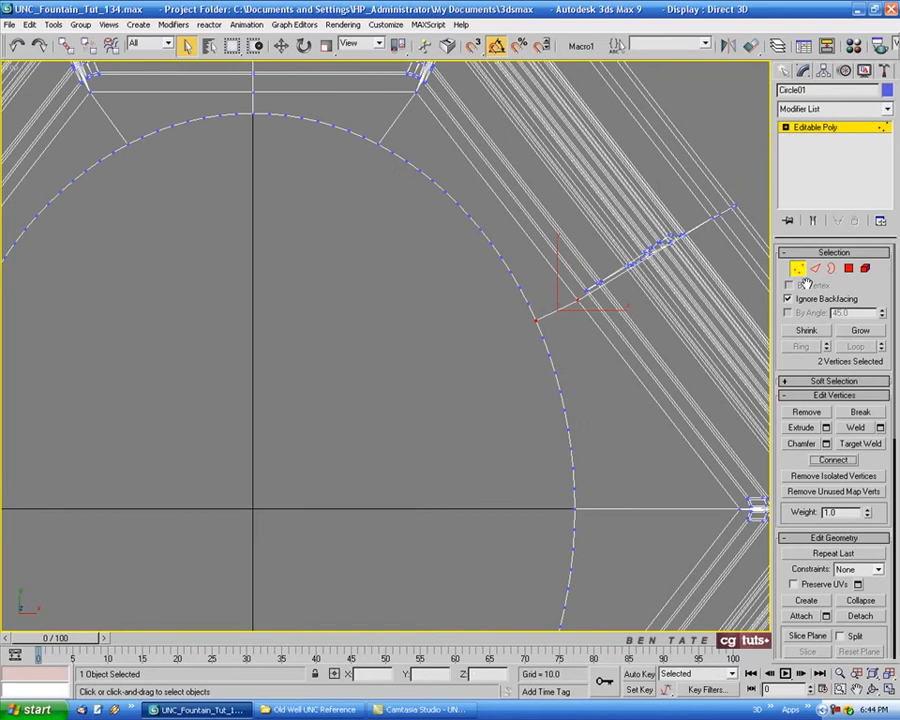 UNC_Fountain_Tut_134.max - Project Folder: C:\Documents and Settings\HP_Administrator\My Documents\3dsmax - Autodesk 3ds Max 9 - Display : Direct 3D
File Edit Tools Group Views Create Modifiers reactor Animation Graph Editors Rendering Customize MAXScript Help
All View Macro1
Circle01
Modifier List
Editable Poly
Selection
By Vertex
Ignore Backfacing
By Angle: 45.0
Shrink Grow
Ring Loop
2 Vertices Selected
Soft Selection
Edit Vertices
Remove Break
Extrude Weld
Chamfer Target Weld
Connect
Remove Isolated Vertices
Remove Unused Map Verts
Weight: 1.0
Edit Geometry
Repeat Last
Constraints: None
Preserve UVs
Create Collapse
Attach Detach
Slice Plane Split
Slice Reset Plane
z y x
0 / 100
BEN TATE cg tuts+
0 5 10 15 20 25 30 35 40 45 50 55 60 65 70 75 80 85 90 95 100
1 Object Selected X: Y: Z: Grid = 10.0 Auto Key Selected
Click or click-and-drag to select objects Add Time Tag Set Key Key Filters... 0
start UNC_Fountain_Tut_1... Old Well UNC Reference Camtasia Studio - UN... 6:44 PM